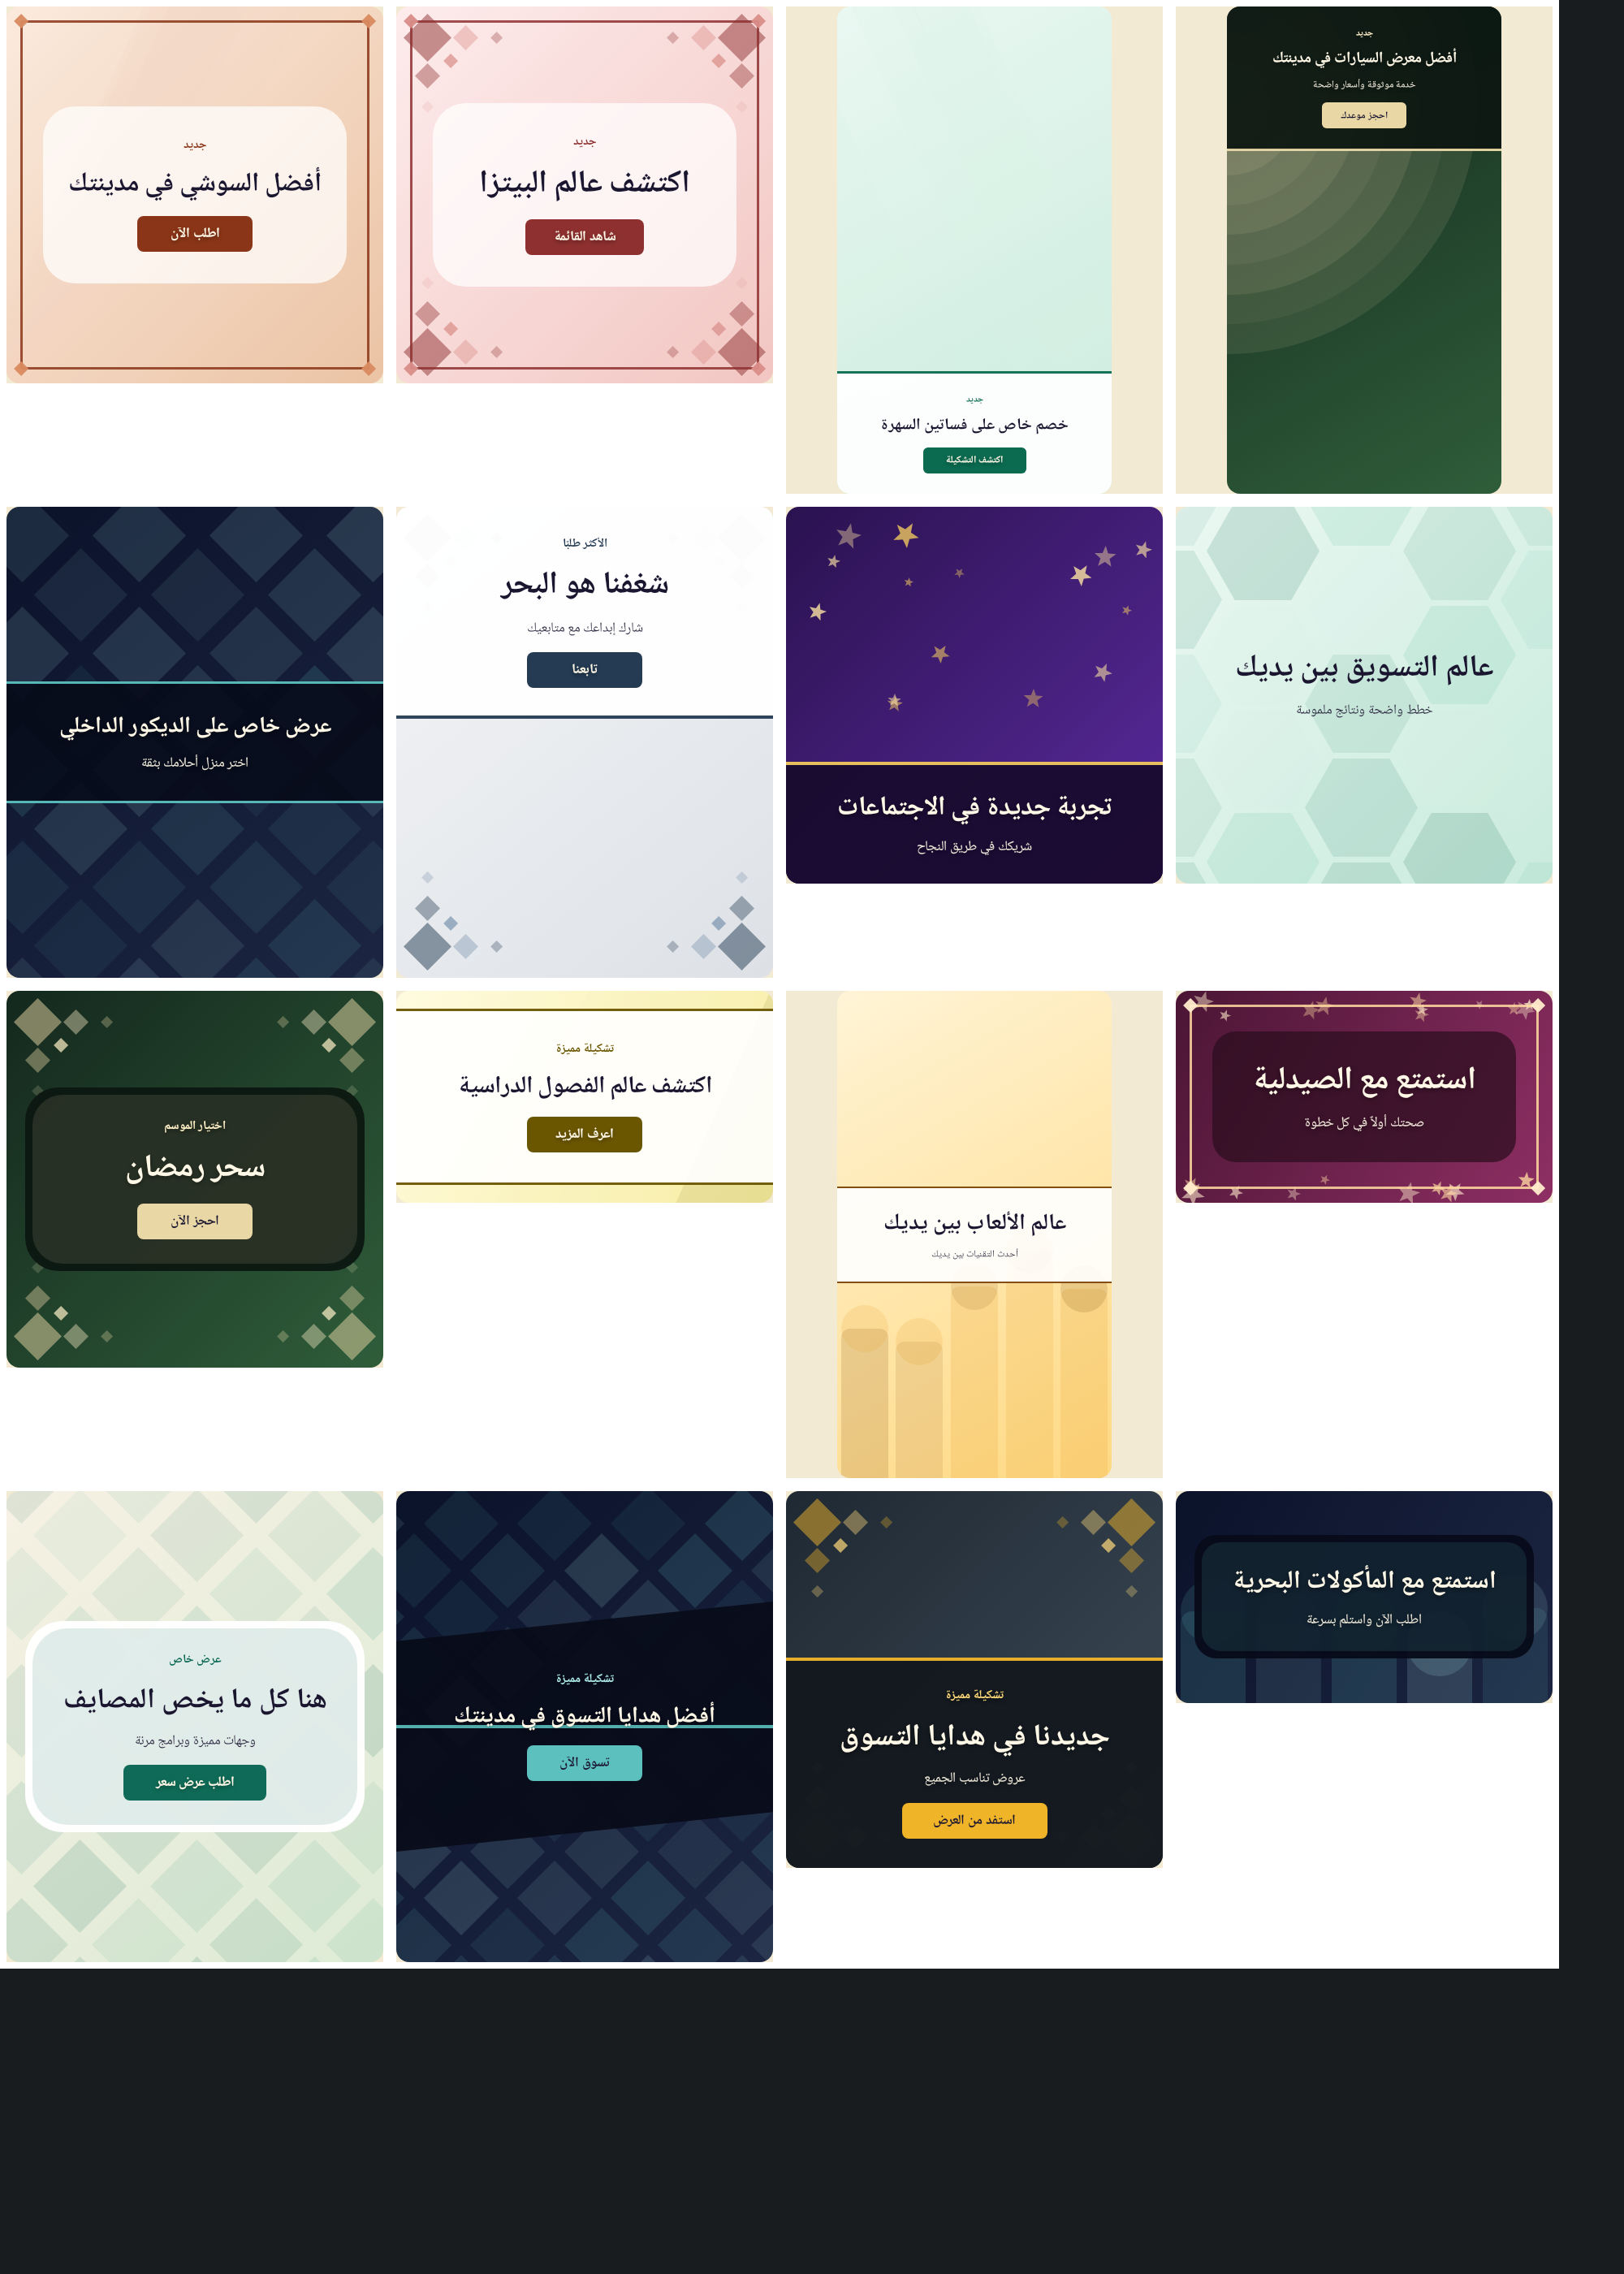 جديد
أفضل السوشي في مدينتك
اطلب الآن
جديد
اكتشف عالم البيتزا
شاهد القائمة
جديد
خصم خاص على فساتين السهرة
اكتشف التشكيلة
جديد
أفضل معرض السيارات في مدينتك
خدمة موثوقة وأسعار واضحة
احجز موعدك
عرض خاص على الديكور الداخلي
اختر منزل أحلامك بثقة
الأكثر طلبًا
شغفنا هو البحر
شارك إبداعك مع متابعيك
تابعنا
تجربة جديدة في الاجتماعات
شريكك في طريق النجاح
عالم التسويق بين يديك
خطط واضحة ونتائج ملموسة
اختيار الموسم
سحر رمضان
احجز الآن
تشكيلة مميزة
اكتشف عالم الفصول الدراسية
اعرف المزيد
عالم الألعاب بين يديك
أحدث التقنيات بين يديك
استمتع مع الصيدلية
صحتك أولاً في كل خطوة
عرض خاص
هنا كل ما يخص المصايف
وجهات مميزة وبرامج مرنة
اطلب عرض سعر
تشكيلة مميزة
أفضل هدايا التسوق في مدينتك
تسوق الآن
تشكيلة مميزة
جديدنا في هدايا التسوق
عروض تناسب الجميع
استفد من العرض
استمتع مع المأكولات البحرية
اطلب الآن واستلم بسرعة